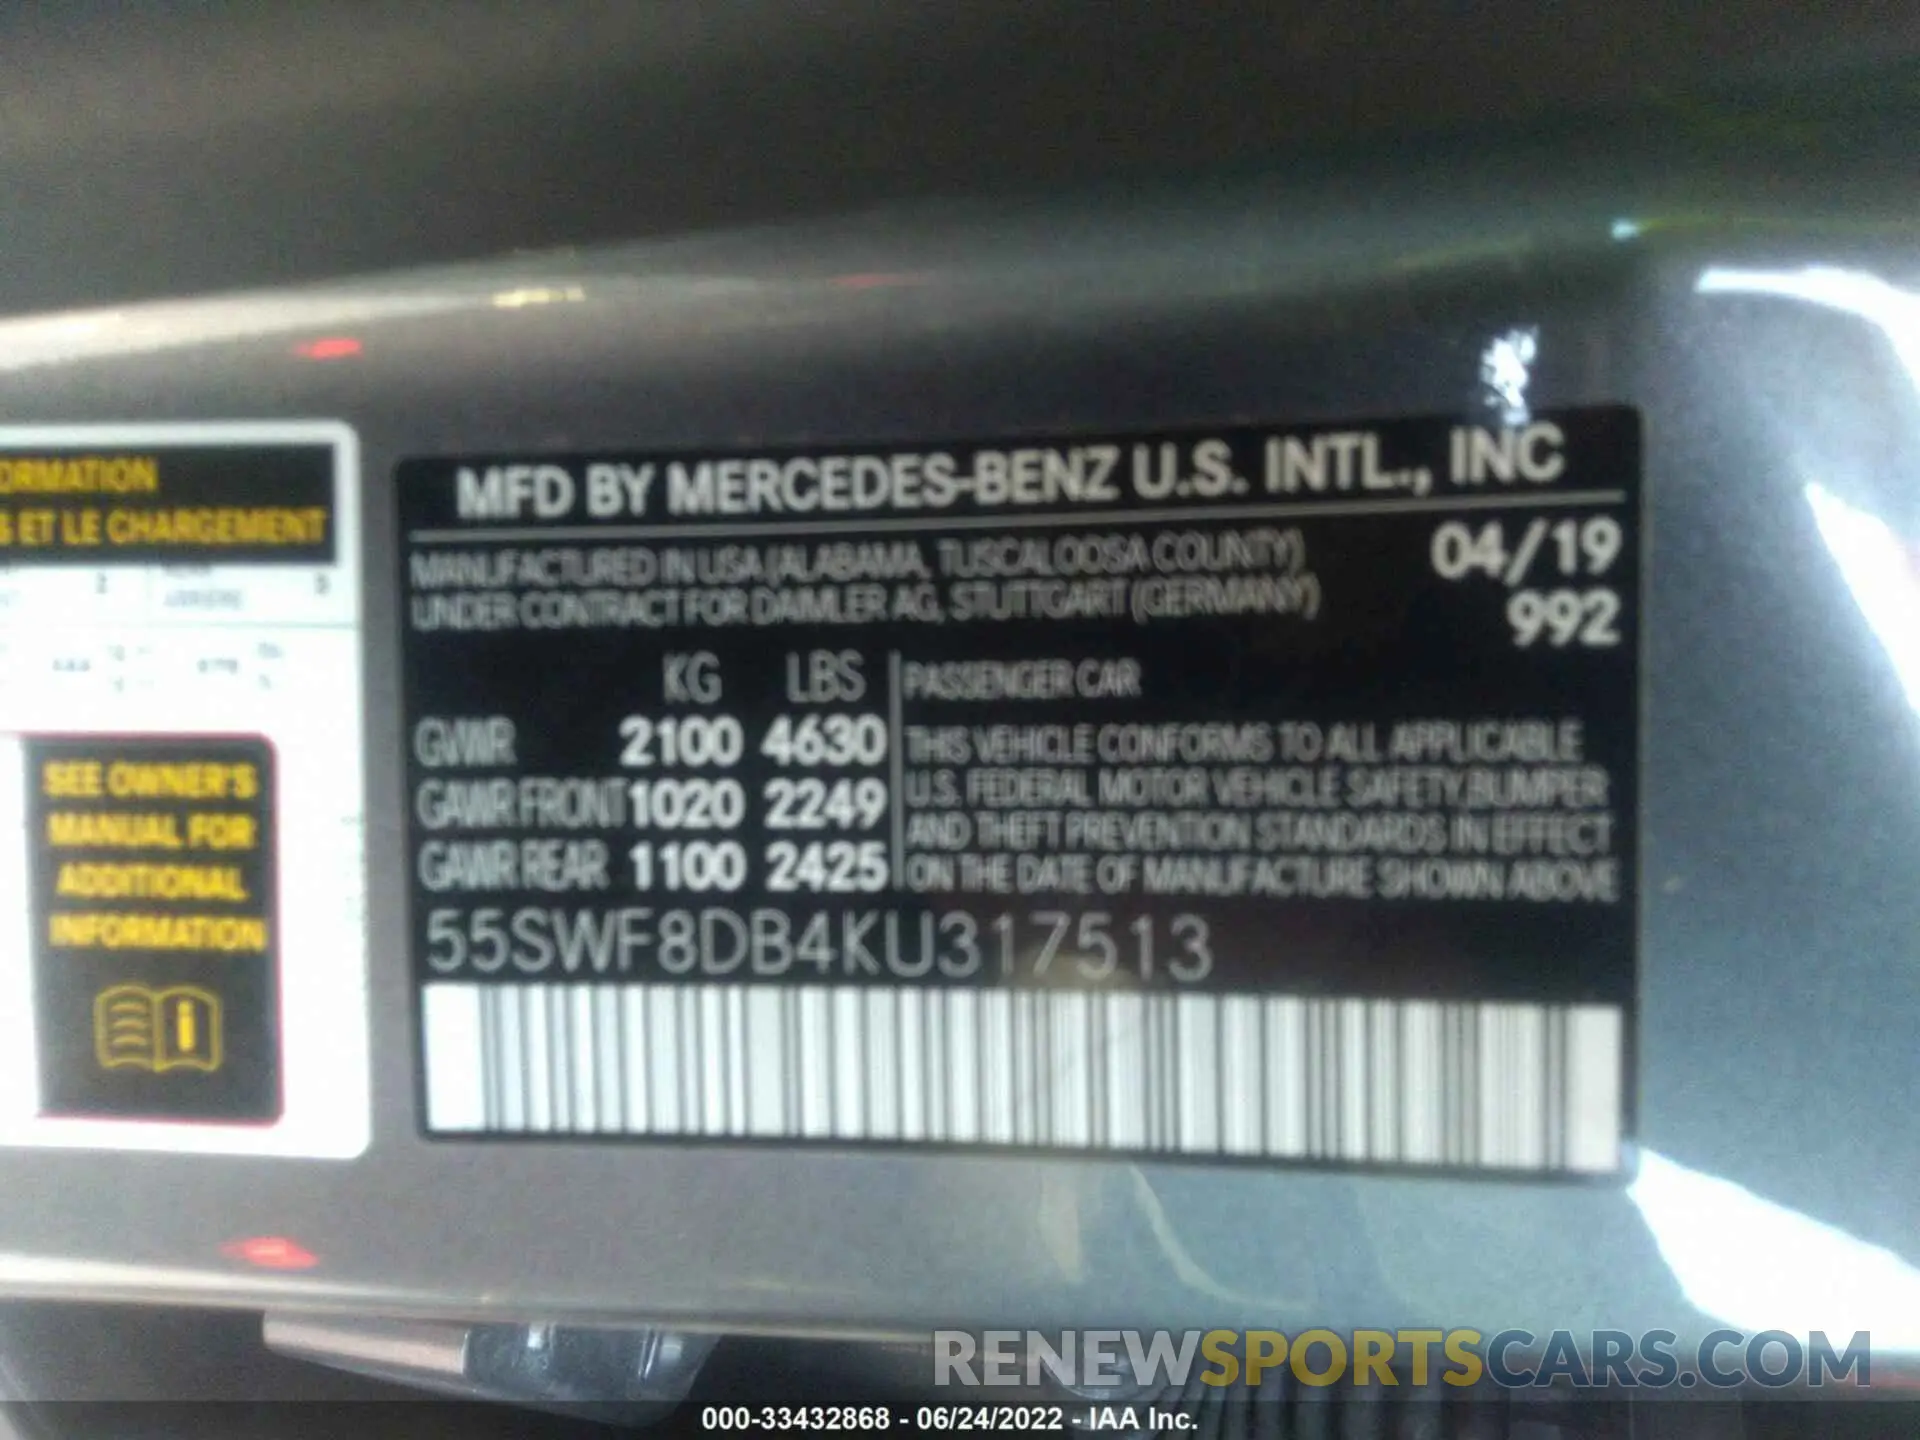 ORMATION
S ET LE CHARGEMENT
SEE OWNER'S
MANUAL FOR
ADDITIONAL
INFORMATION
MFD BY MERCEDES-BENZ U.S. INTL., INC
MANUFACTURED IN USA (ALABAMA, TUSCALOOSA COUNTY) 04/19
UNDER CONTRACT FOR DAIMLER AG, STUTTGART (GERMANY) 992
KG LBS
GVWR 2100 4630
GAWR FRONT 1020 2249
GAWR REAR 1100 2425
PASSENGER CAR
THIS VEHICLE CONFORMS TO ALL APPLICABLE
U.S. FEDERAL MOTOR VEHICLE SAFETY,BUMPER
AND THEFT PREVENTION STANDARDS IN EFFECT
ON THE DATE OF MANUFACTURE SHOWN ABOVE
55SWF8DB4KU317513
RENEWSPORTSCARS.COM
000-33432868 - 06/24/2022 - IAA Inc.